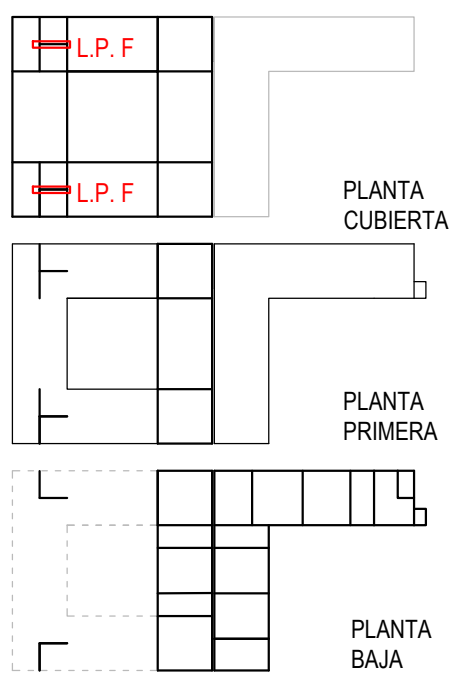 L.P. F
L.P. F
PLANTA
CUBIERTA
PLANTA
PRIMERA
PLANTA
BAJA